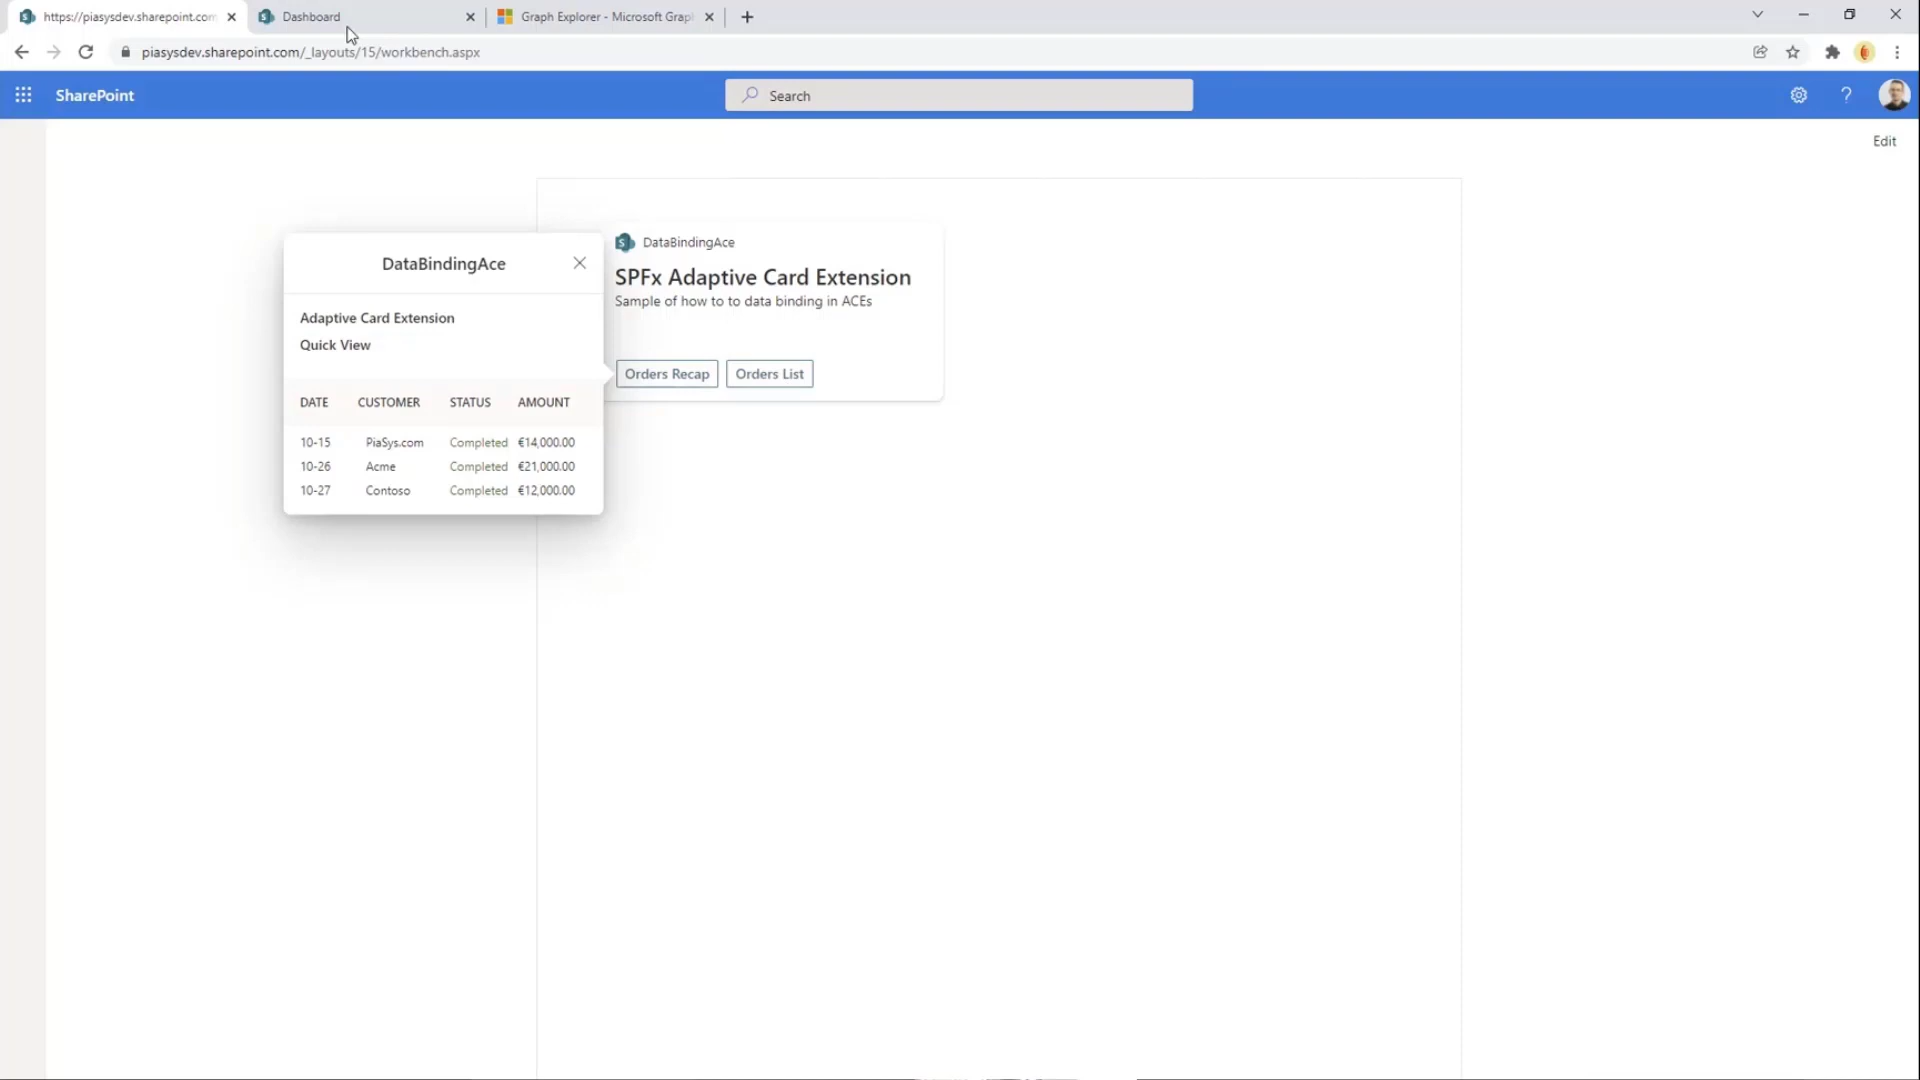 https://piasysdev.sharepoint.com
Dashboard
Graph Explorer - Microsoft Grap
piasysdev.sharepoint.com/_layouts/15/workbench.aspx
SharePoint
Search
Edit
DataBindingAce
Adaptive Card Extension
Quick View
DATE CUSTOMER STATUS AMOUNT
10-15 PiaSys.com Completed €14,000.00
10-26 Acme Completed €21,000.00
10-27 Contoso Completed €12,000.00
DataBindingAce
SPFx Adaptive Card Extension
Sample of how to to data binding in ACEs
Orders Recap Orders List